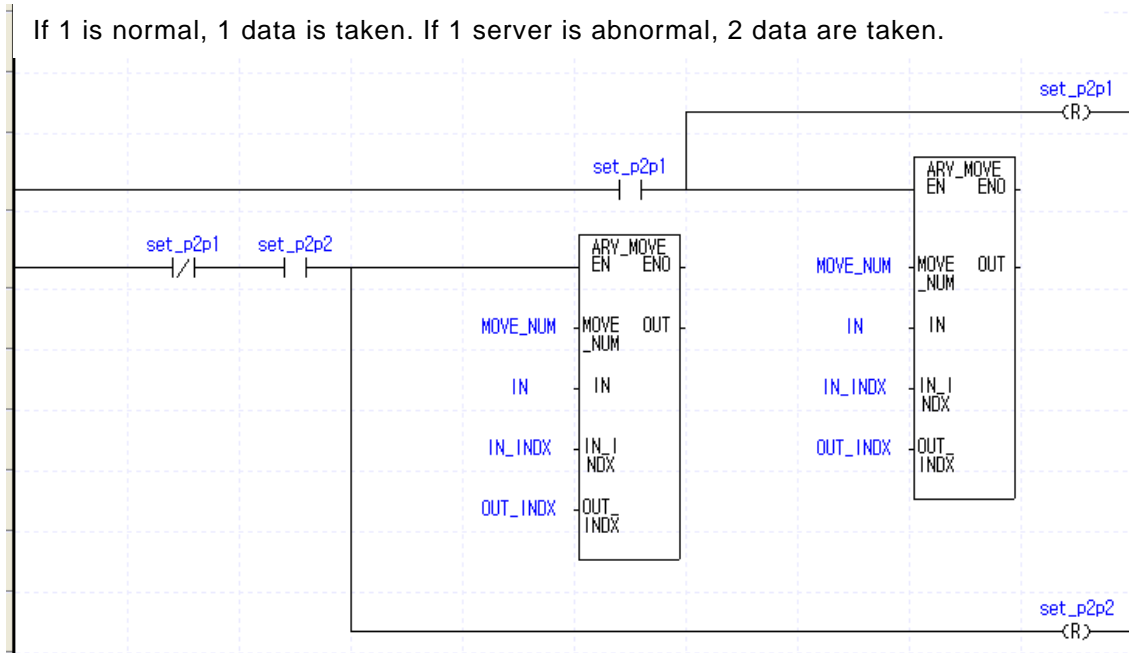 If 1 is normal, 1 data is taken. If 1 server is abnormal, 2 data are taken.
set_p2p1
(R)
set_p2p1
ARY_MOVE
EN ENO
set_p2p1 set_p2p2
ARY_MOVE
EN ENO
MOVE_NUM MOVE _NUM OUT
MOVE_NUM MOVE _NUM OUT
IN IN
IN IN
IN_INDX IN_I NDX
IN_INDX IN_I NDX
OUT_INDX OUT_ INDX
OUT_INDX OUT_ INDX
set_p2p2
(R)